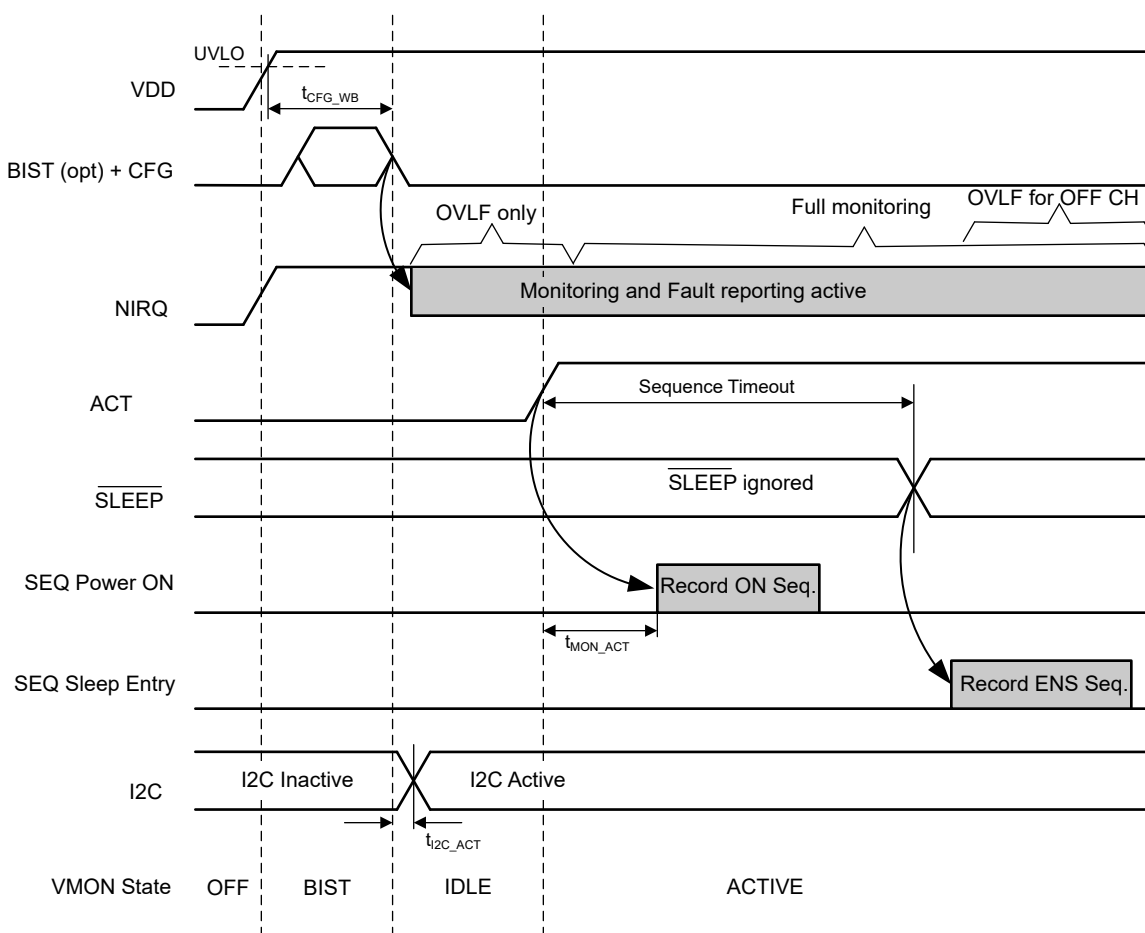 UVLO
VDD
tCFG_WB
BIST (opt) + CFG
OVLF only
Full monitoring
OVLF for OFF CH
Monitoring and Fault reporting active
NIRQ
Sequence Timeout
ACT
SLEEP ignored
SLEEP
SEQ Power ON
Record ON Seq.
tMON_ACT
SEQ Sleep Entry
Record ENS Seq.
I2C Inactive
I2C Active
I2C
tI2C_ACT
VMON State OFF BIST IDLE ACTIVE